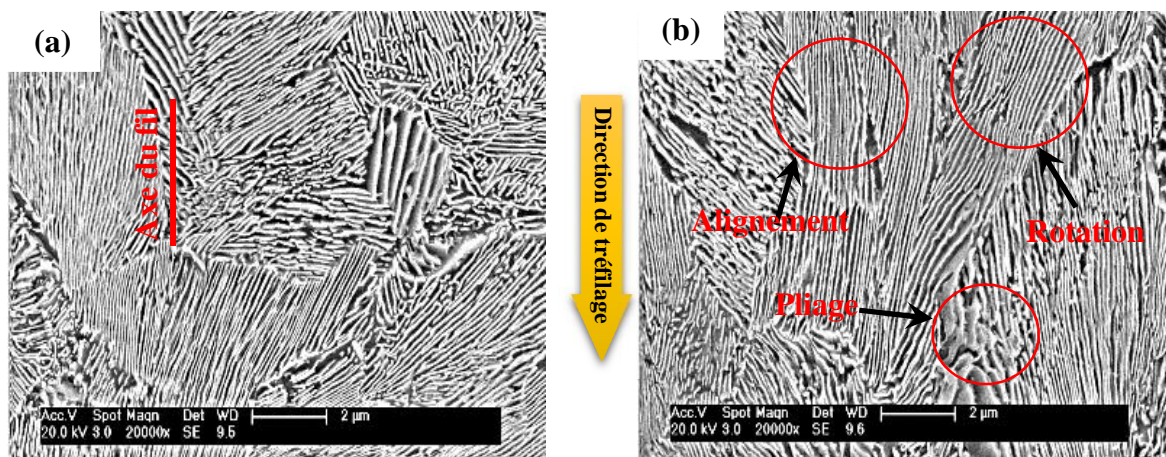 (a)
Axe du fil
Acc.V Spot Magn Det WD
20.0 kV 3.0 20000x SE 9.5
2 µm
Direction de tréfilage
(b)
Alignement
Rotation
Pliage
Acc.V Spot Magn Det WD
20.0 kV 3.0 20000x SE 9.6
2 µm